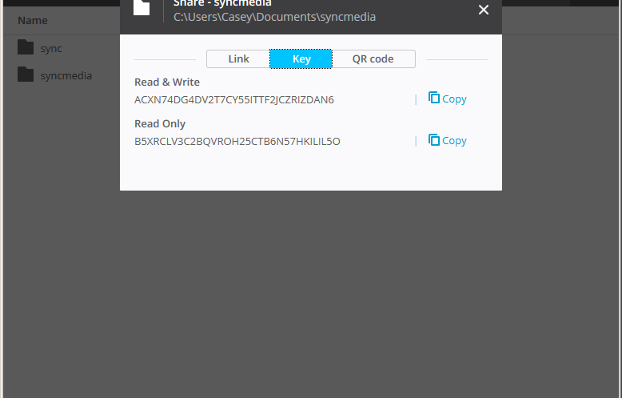 Share - syncmedia
C:\Users\Casey\Documents\syncmedia
Name
sync
syncmedia
Link
Key
QR code
Read & Write
ACXN74DG4DV2T7CY55ITTF2JCZRIZDAN6
Copy
Read Only
B5XRCLV3C2BQVROH25CTB6N57HKILIL5O
Copy